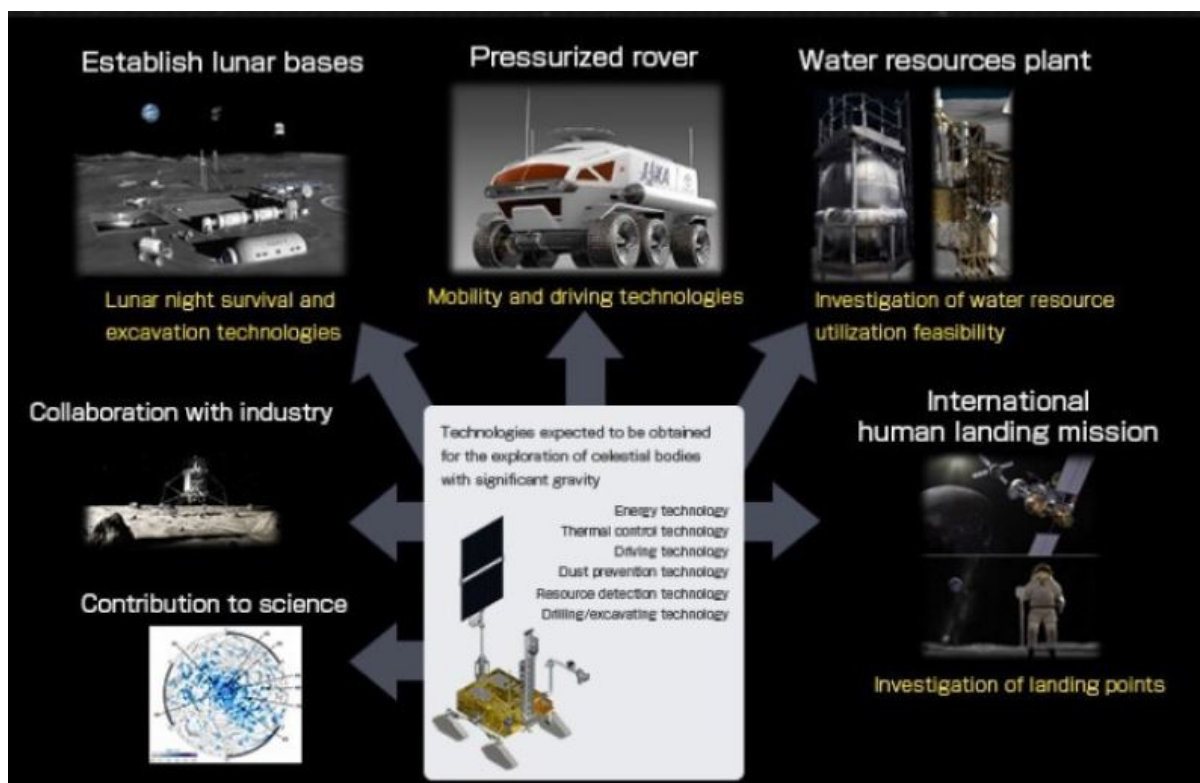 Establish lunar bases
Pressurized rover
Water resources plant
JAXA
Lunar night survival and
excavation technologies
Mobility and driving technologies
Investigation of water resource
utilization feasibility
Collaboration with industry
International
human landing mission
Technologies expected to be obtained
for the exploration of celestial bodies
with significant gravity
Energy technology
Thermal control technology
Driving technology
Dust prevention technology
Resource detection technology
Drilling/excavating technology
Contribution to science
Investigation of landing points